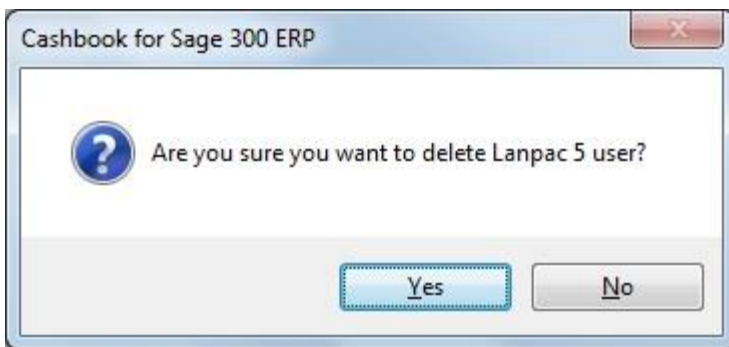 Cashbook for Sage 300 ERP
Are you sure you want to delete Lanpac 5 user?
Yes
No